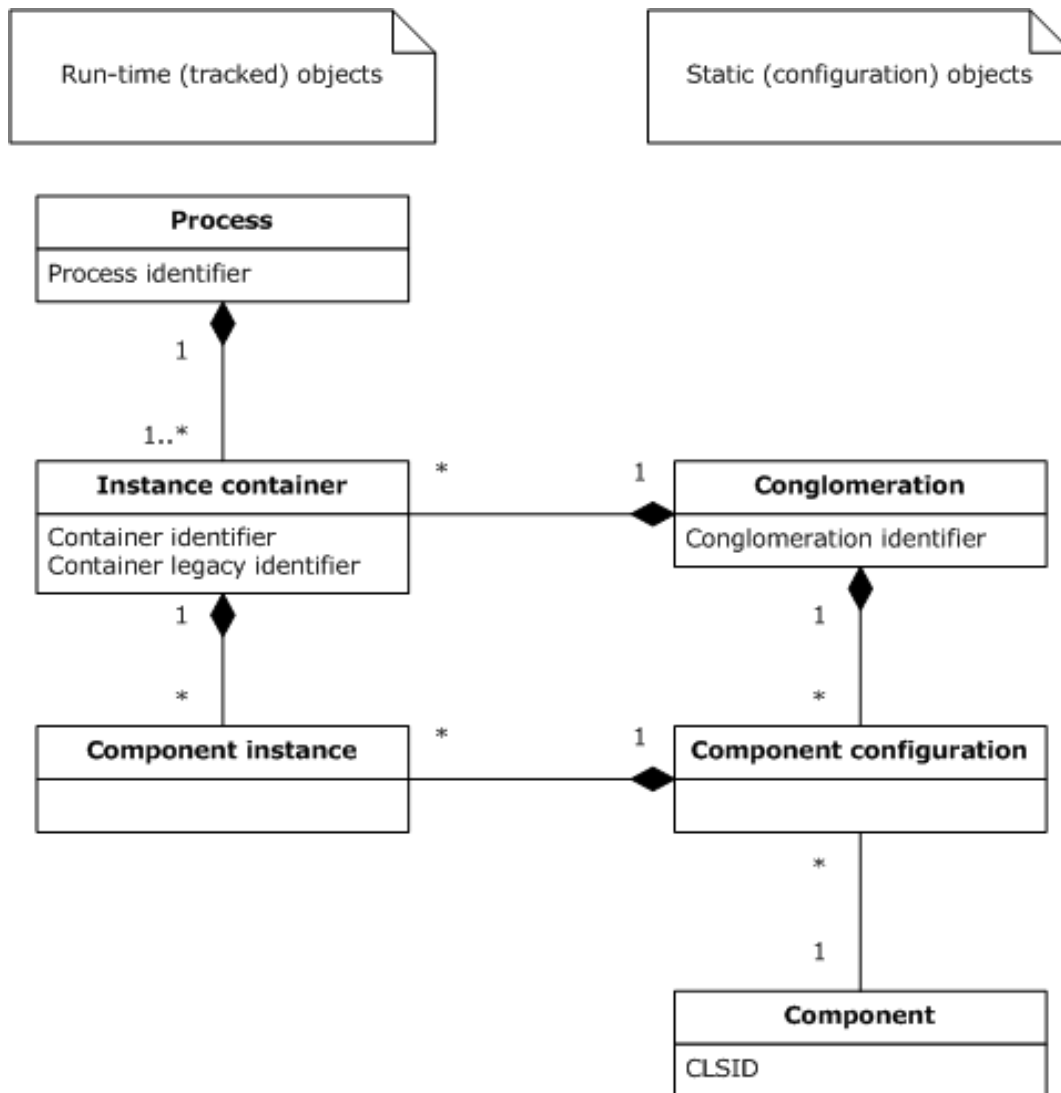 Run-time (tracked) objects
Static (configuration) objects
Process
Process identifier
1
1..*
Instance container
Container identifier
Container legacy identifier
*
1
Conglomeration
Conglomeration identifier
1
*
1
*
Component instance
*
1
Component configuration
*
1
Component
CLSID